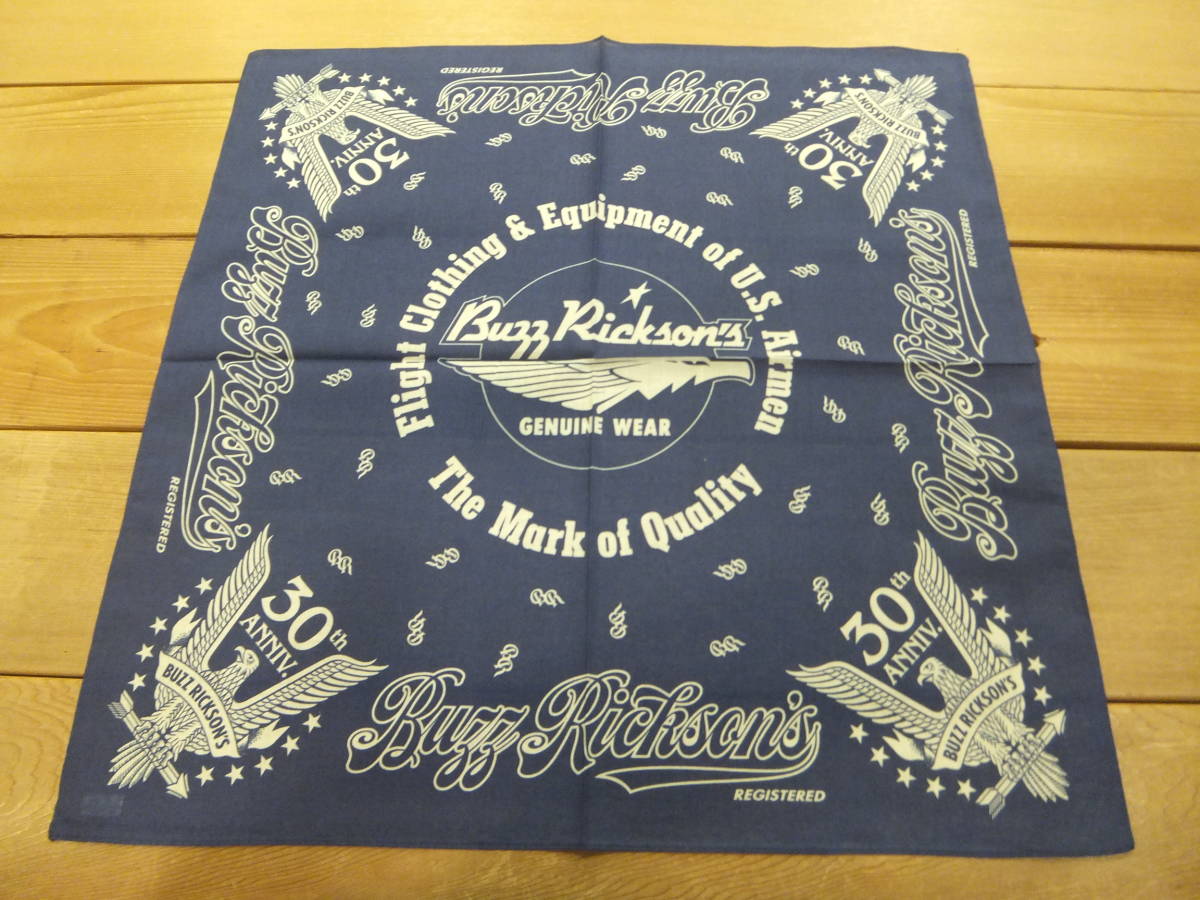 Buzz Rickson's
REGISTERED
BUZZ RICKSON'S
30th
ANNIV.
BUZZ RICKSON'S
30th
ANNIV.
Flight Clothing & Equipment of U.S. Airmen
Buzz Rickson's
GENUINE WEAR
The Mark of Quality
Buzz Rickson's
REGISTERED
Buzz Rickson's
REGISTERED
30th
ANNIV.
BUZZ RICKSON'S
30th
ANNIV.
BUZZ RICKSON'S
Buzz Rickson's
REGISTERED